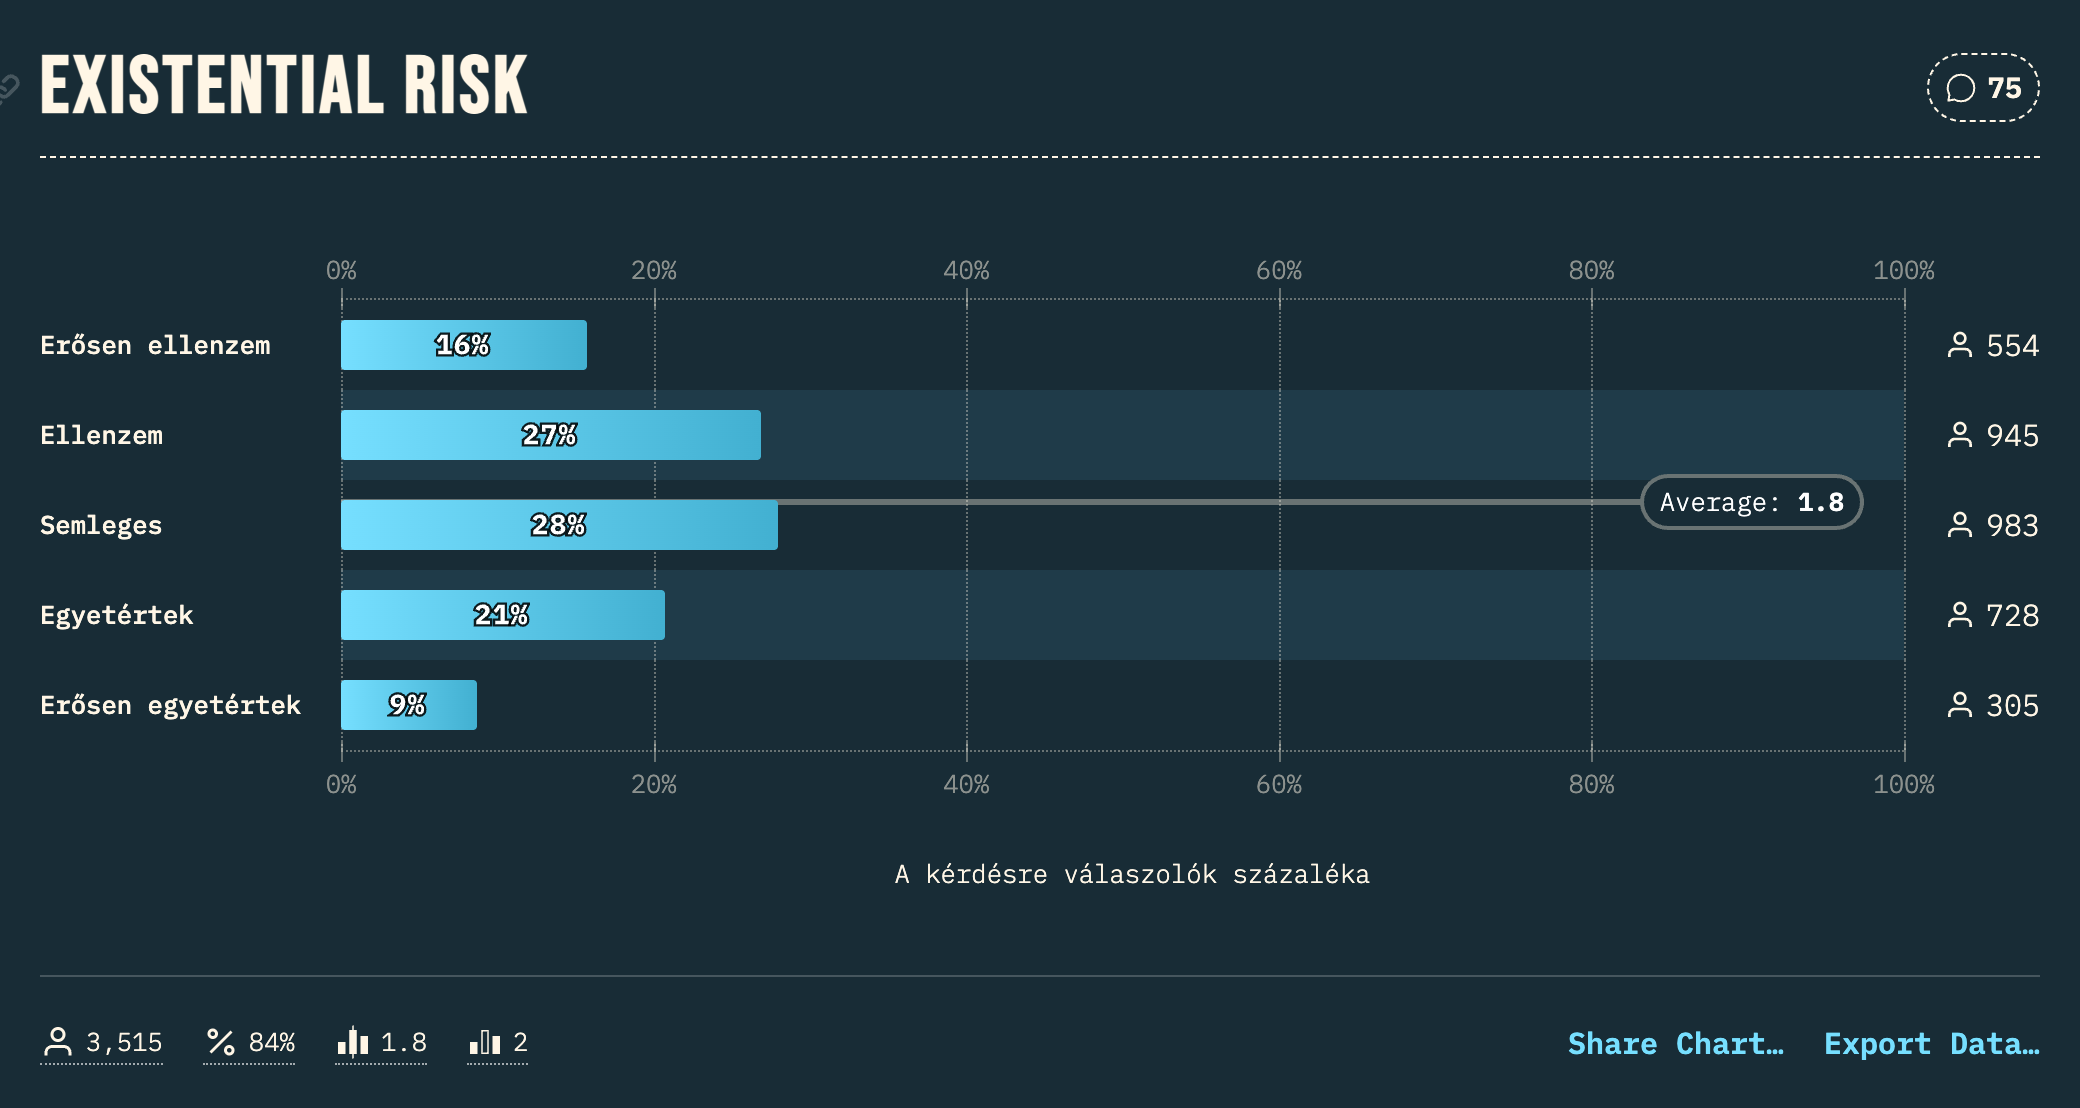 EXISTENTIAL RISK
75
0% 20% 40% 60% 80% 100%
Erősen ellenzem 16% 554
Ellenzem 27% 945
Average: 1.8
Semleges 28% 983
Egyetértek 21% 728
Erősen egyetértek 9% 305
0% 20% 40% 60% 80% 100%
A kérdésre válaszolók százaléka
3,515 84% 1.8 2 Share Chart… Export Data…